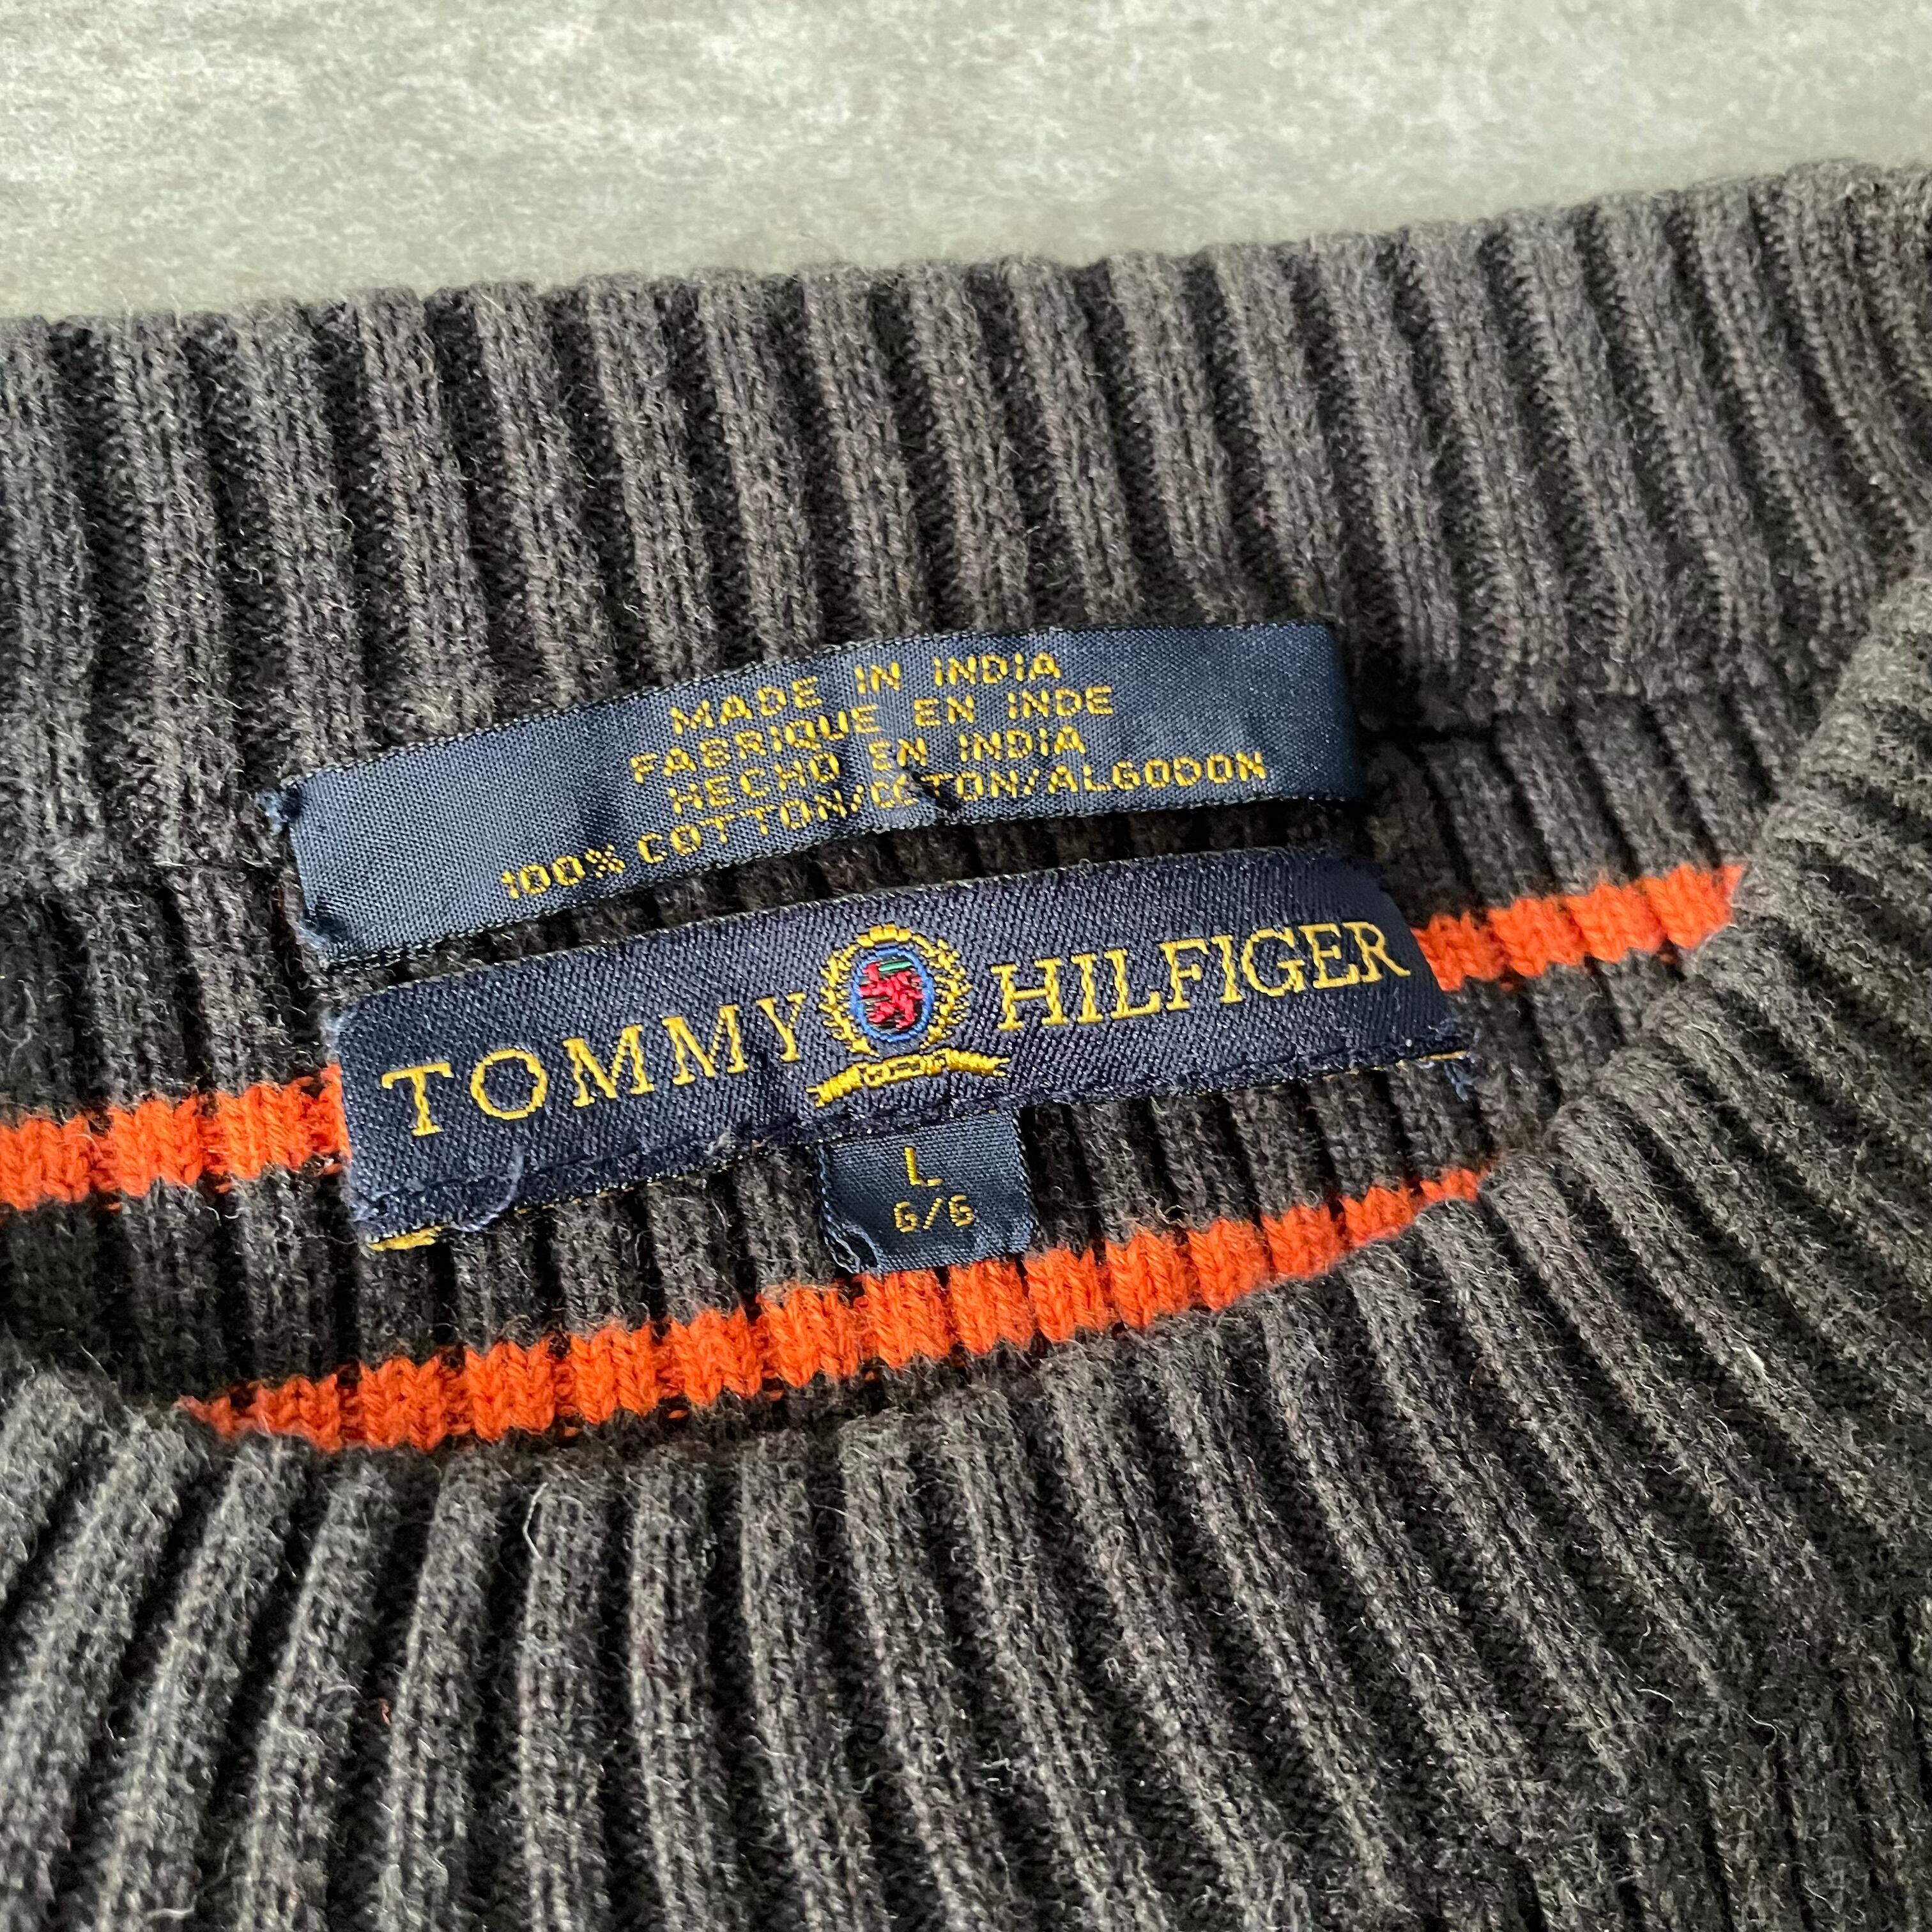 MADE IN INDIA
FABRIQUE EN INDE
HECHO EN INDIA
100% COTTON/COTON/ALGODON
TOMMY HILFIGER
L
G/G